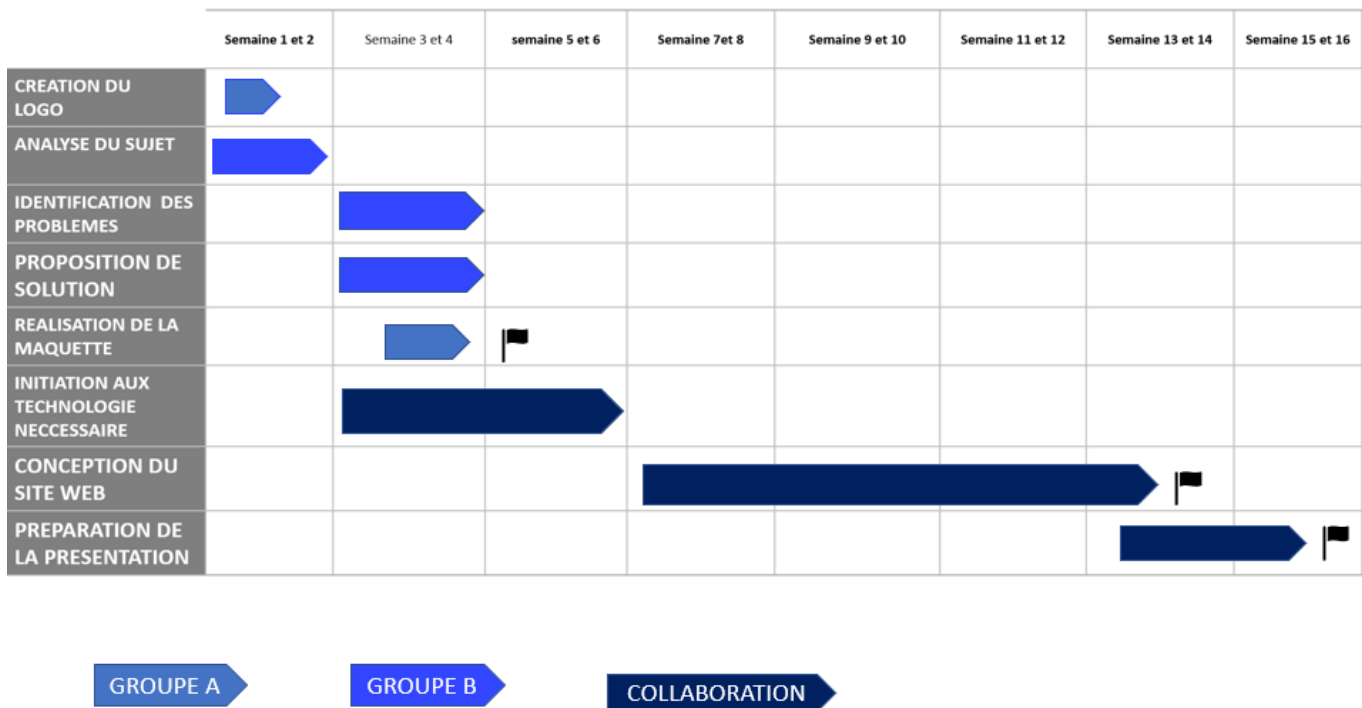 Semaine 1 et 2
Semaine 3 et 4
semaine 5 et 6
Semaine 7et 8
Semaine 9 et 10
Semaine 11 et 12
Semaine 13 et 14
Semaine 15 et 16
CREATION DU
LOGO
ANALYSE DU SUJET
IDENTIFICATION DES
PROBLEMES
PROPOSITION DE
SOLUTION
REALISATION DE LA
MAQUETTE
INITIATION AUX
TECHNOLOGIE
NECCESSAIRE
CONCEPTION DU
SITE WEB
PREPARATION DE
LA PRESENTATION
GROUPE A
GROUPE B
COLLABORATION